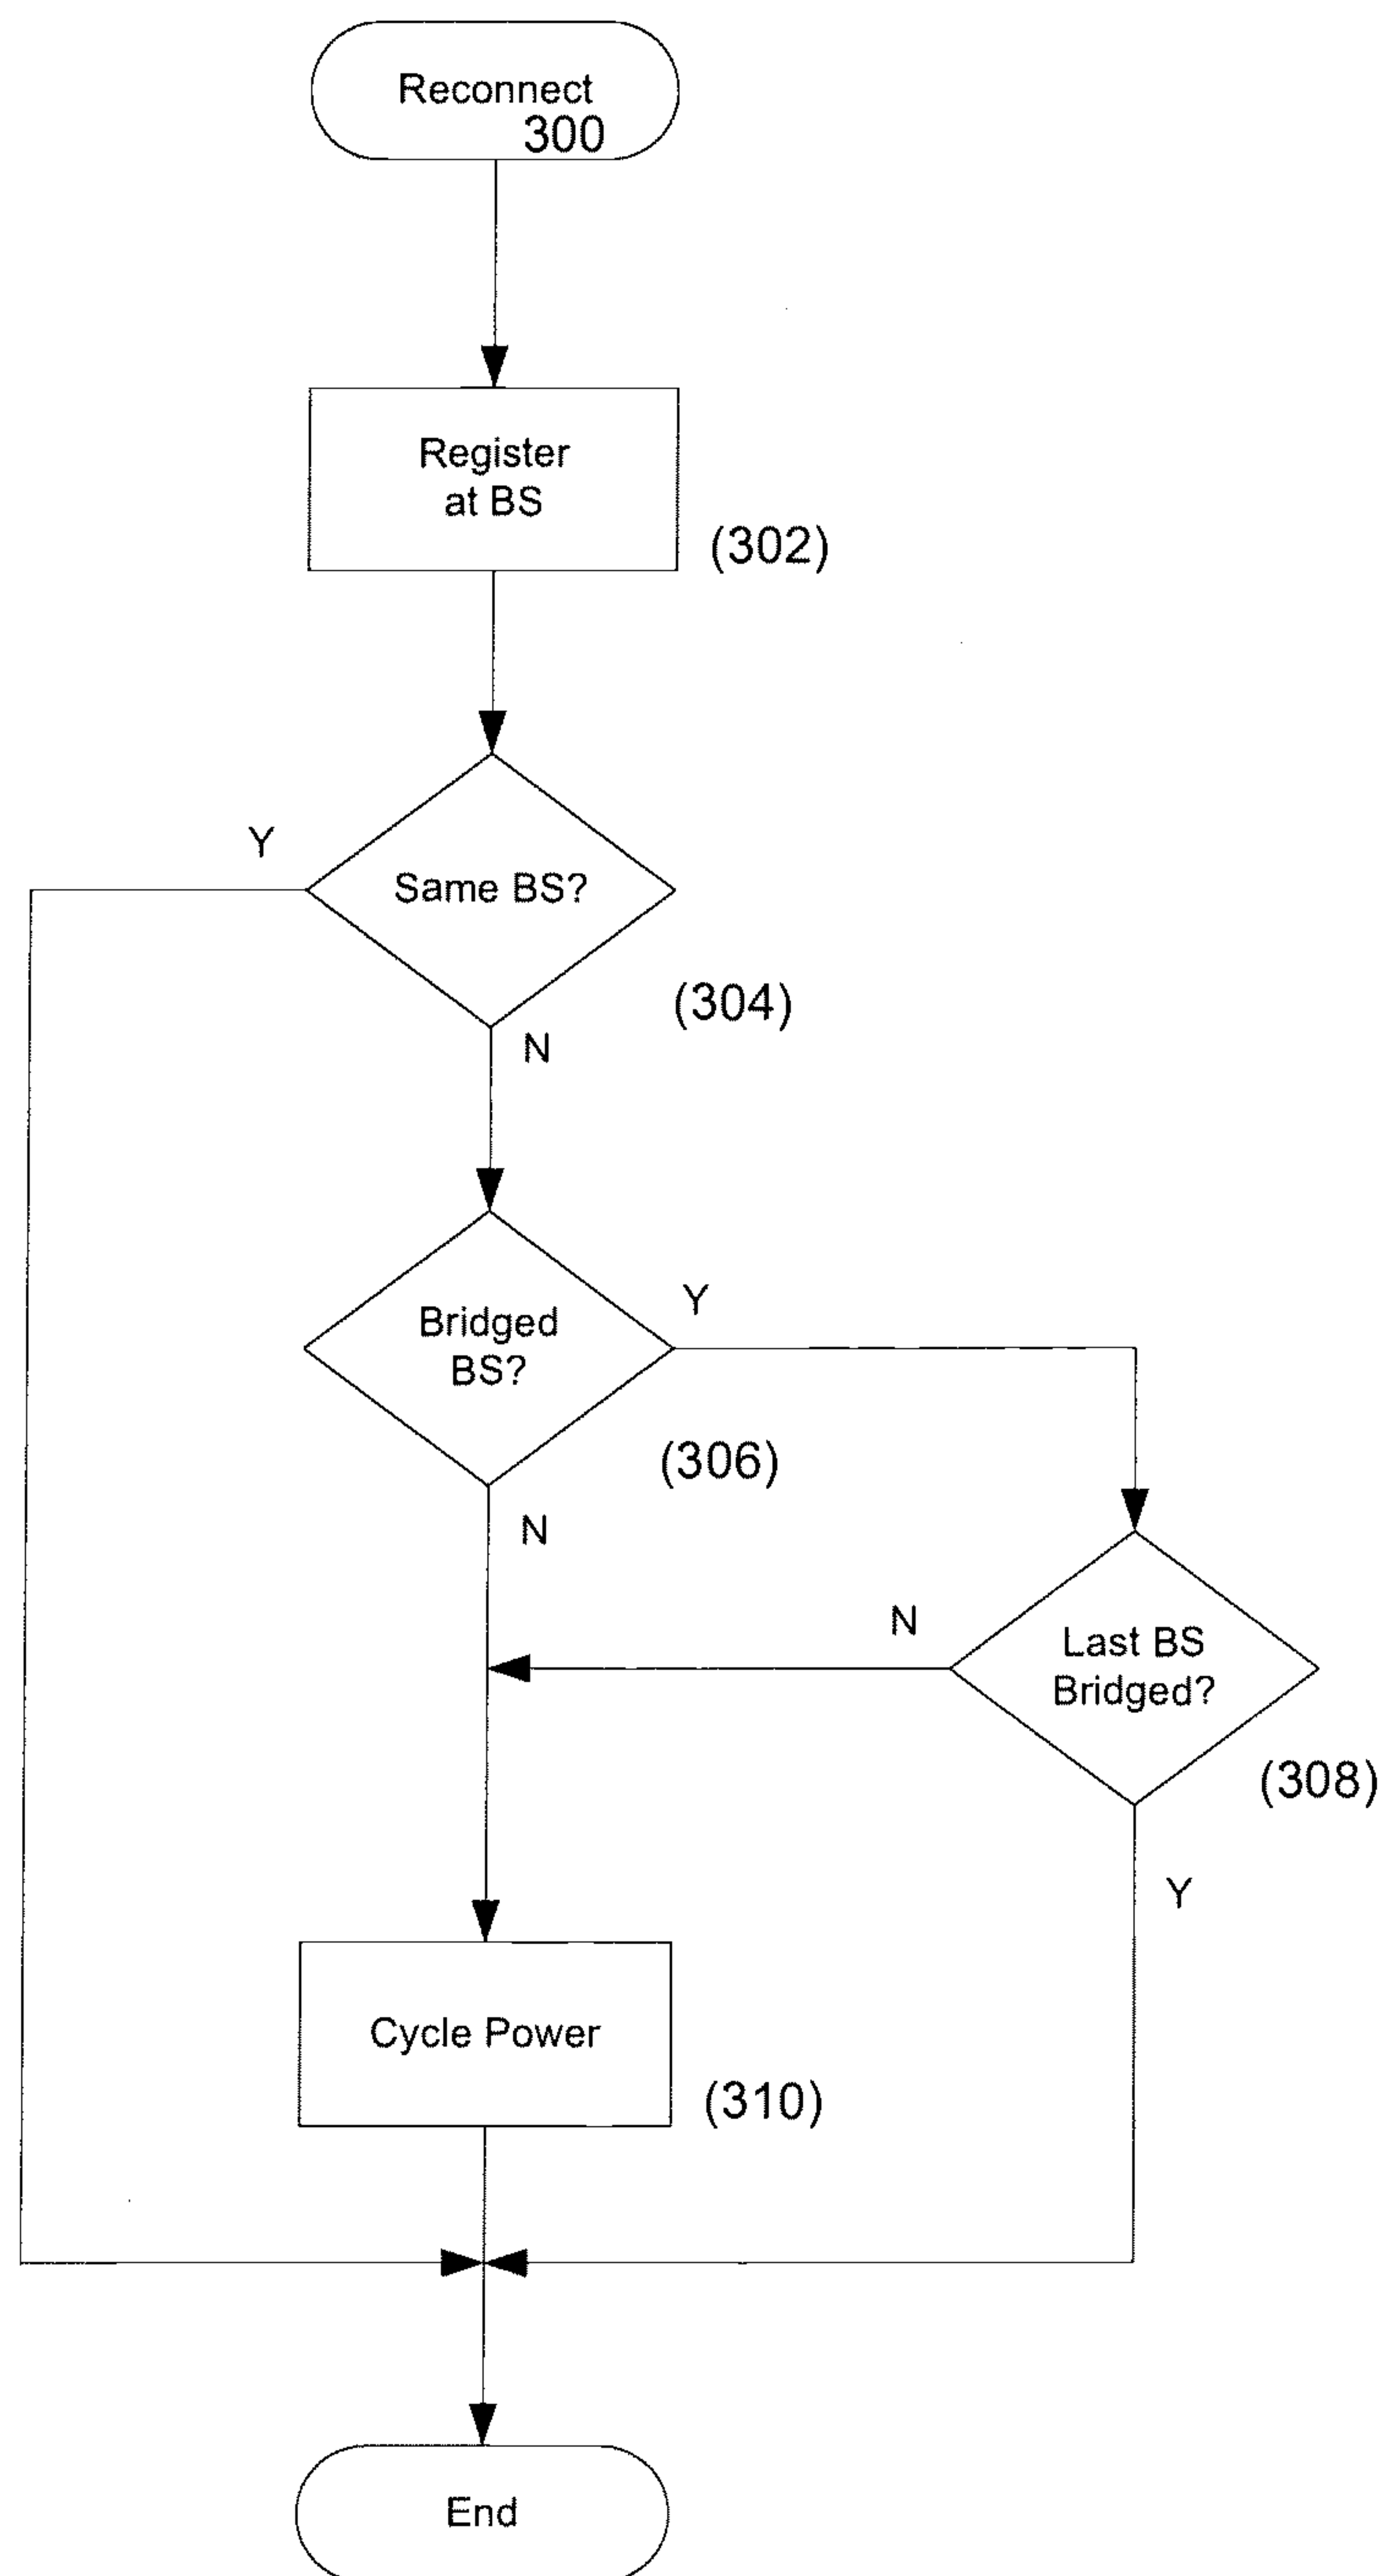 Reconnect
300
Register
at BS
(302)
Y
Same BS?
(304)
N
Bridged
BS?
Y
(306)
N
N
Last BS
Bridged?
(308)
Y
Cycle Power
(310)
End